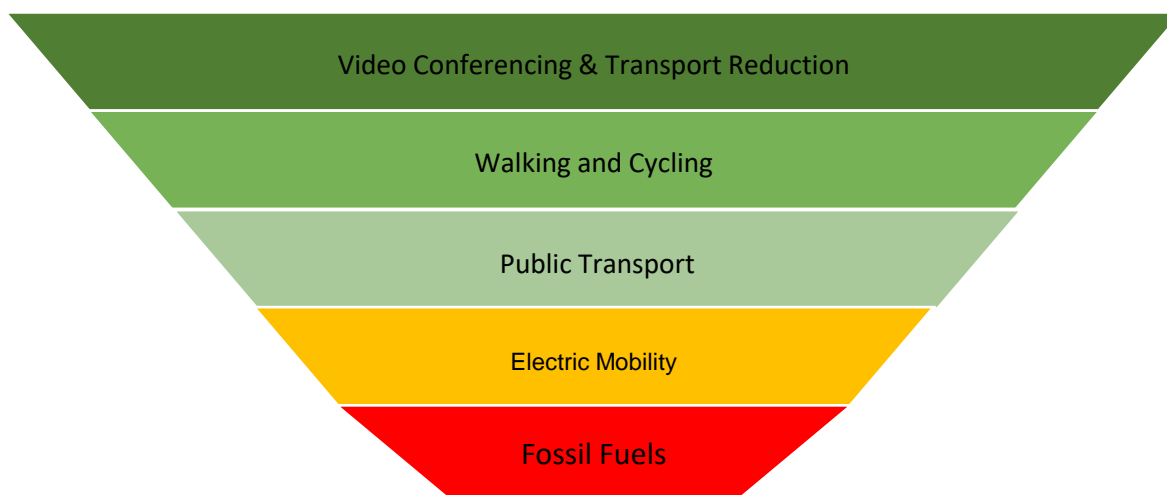 Video Conferencing & Transport Reduction
Walking and Cycling
Public Transport
Electric Mobility
Fossil Fuels